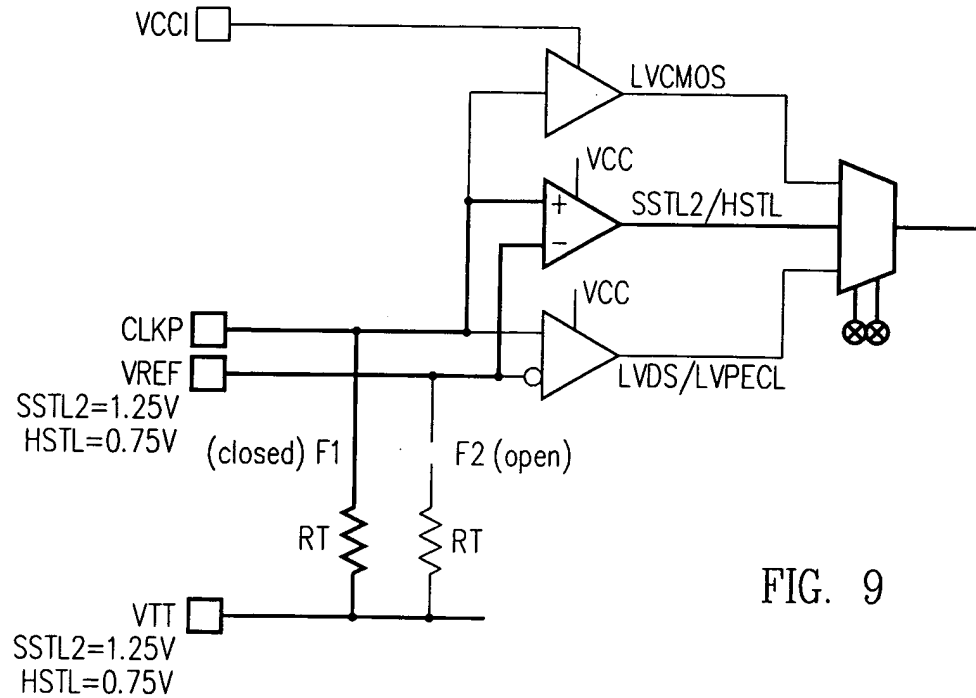 VCCI
LVCMOS
VCC
SSTL2/HSTL
+
−
VCC
CLKP
VREF
SSTL2=1.25V
HSTL=0.75V
LVDS/LVPECL
(closed) F1
F2 (open)
RT
RT
VTT
SSTL2=1.25V
HSTL=0.75V
FIG. 9